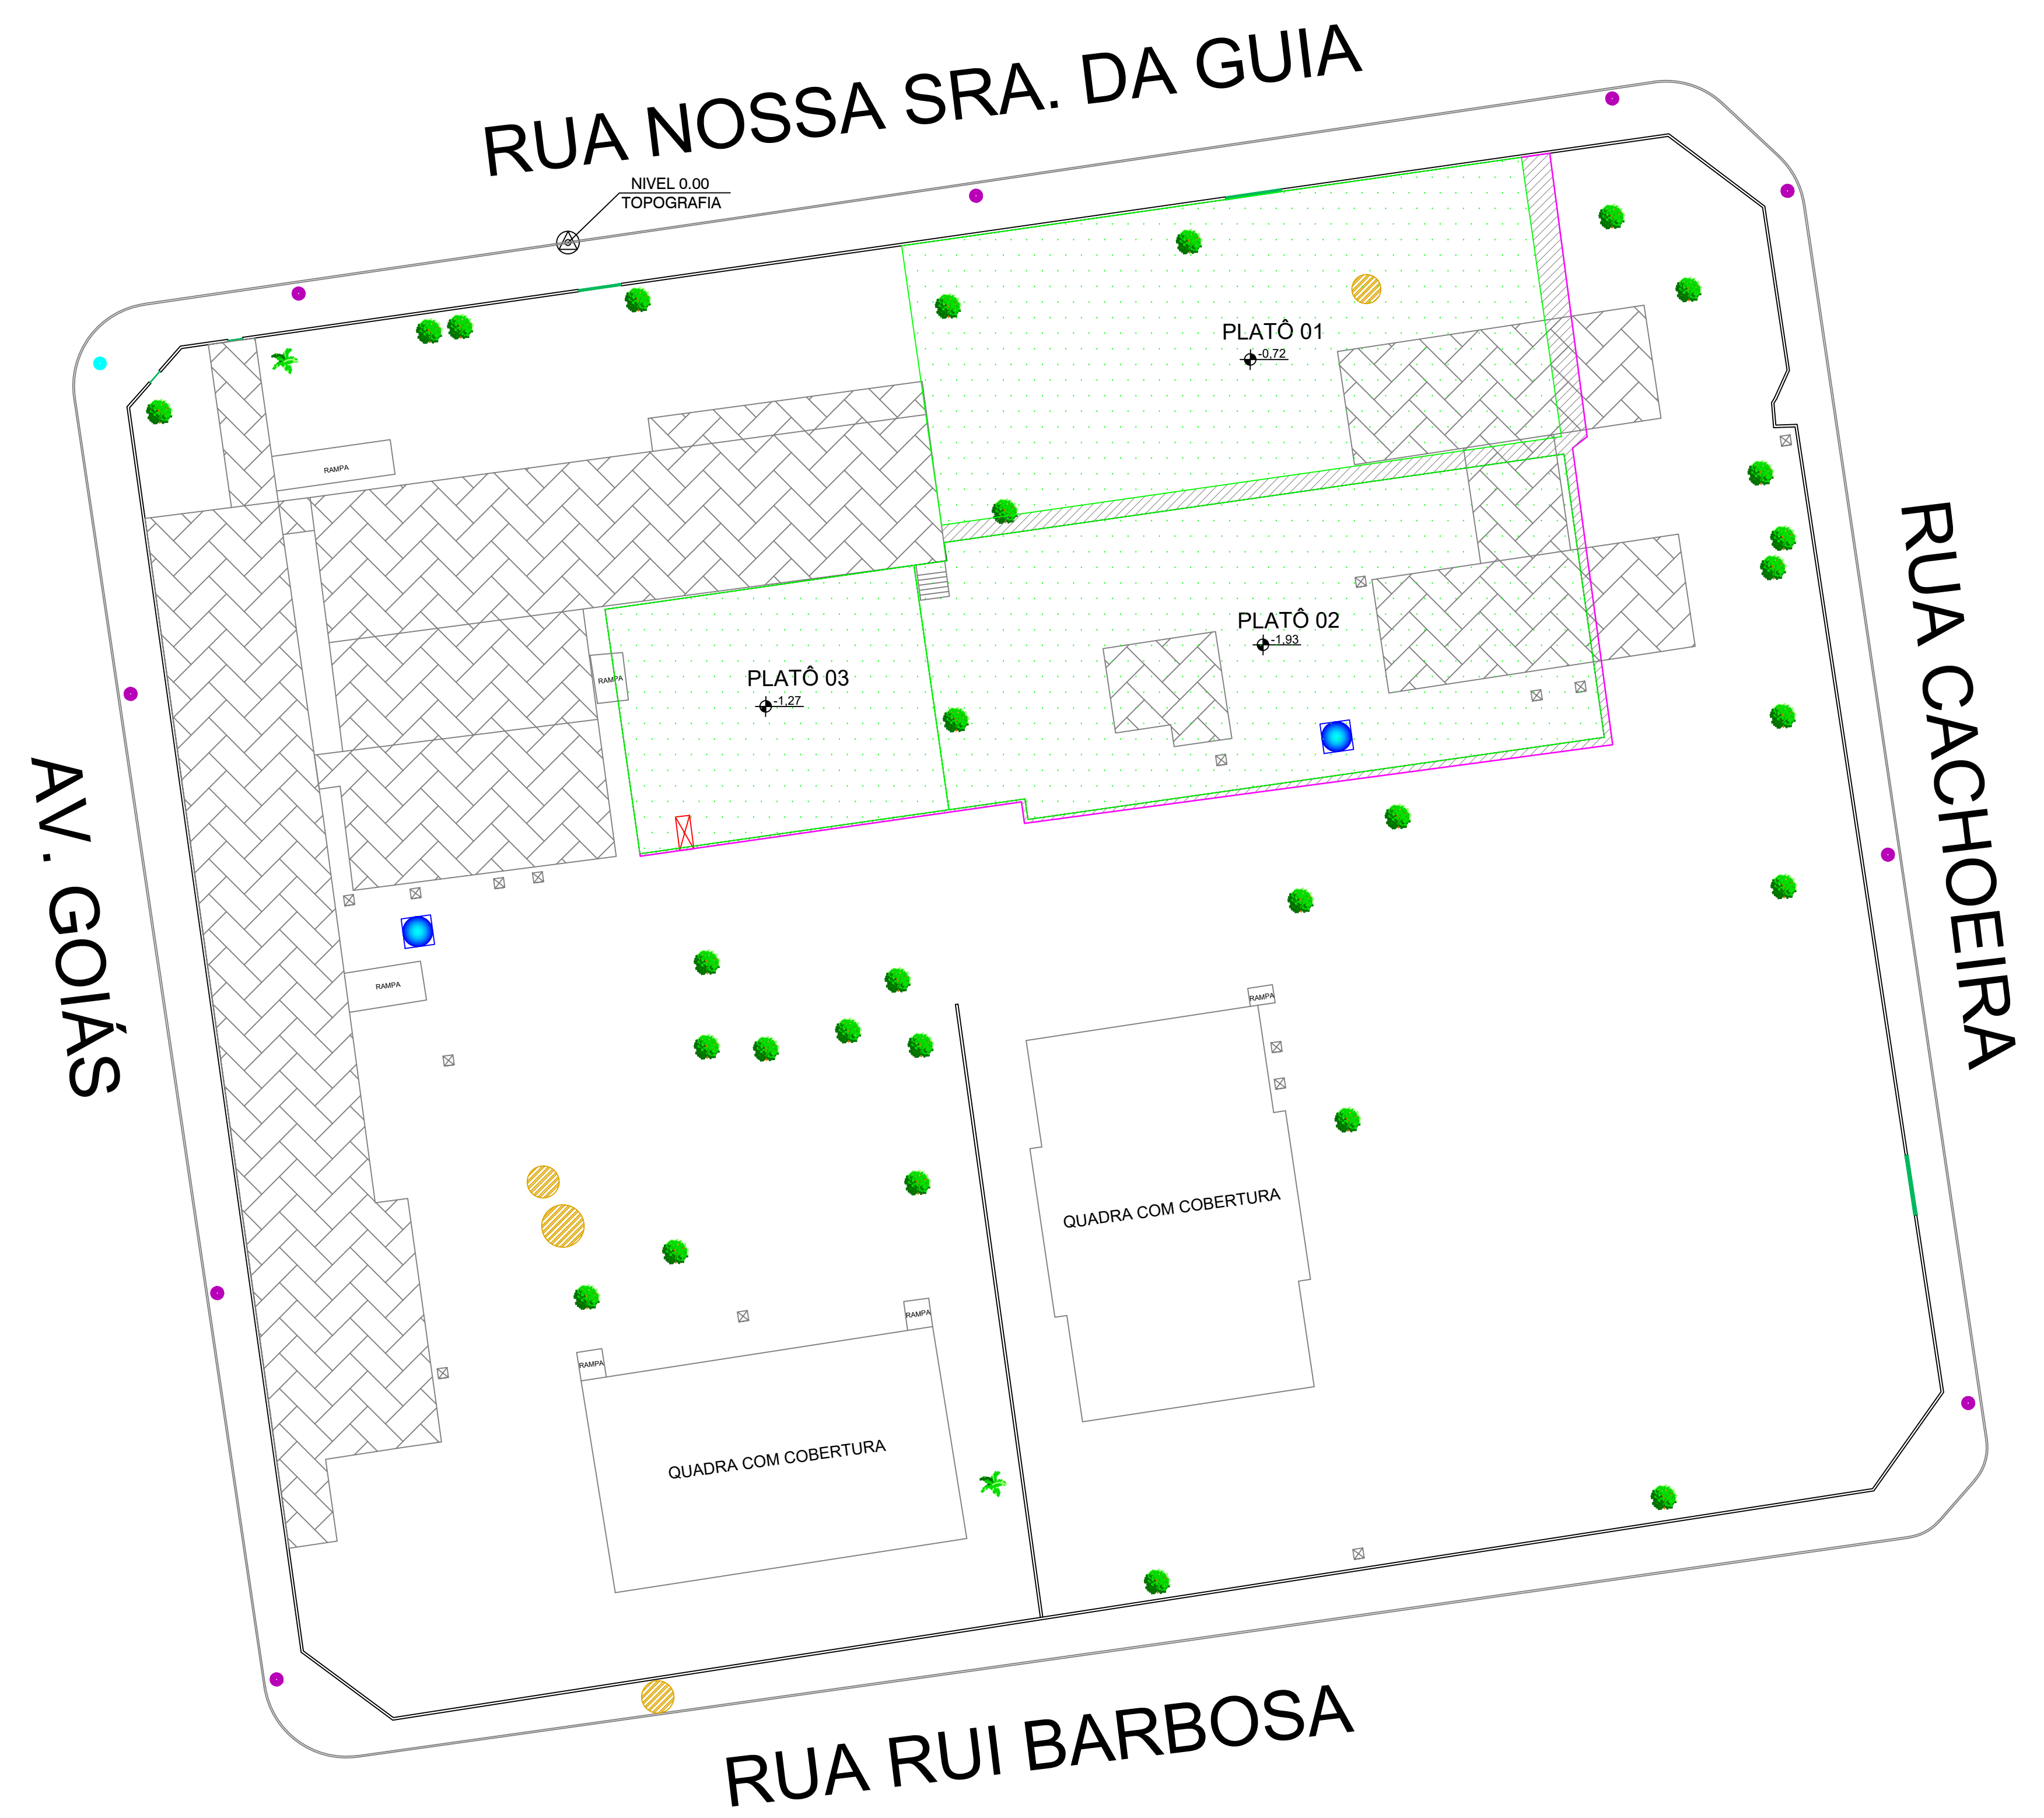 RUA NOSSA SRA. DA GUIA
NIVEL 0.00
TOPOGRAFIA
PLATÔ 01
-0,72
RAMPA
RUA CACHOEIRA
PLATÔ 02
-1,93
PLATÔ 03
-1,27
RAMPA
AV. GOIÁS
RAMPA
RAMPA
QUADRA COM COBERTURA
RAMPA
RAMPA
QUADRA COM COBERTURA
RUA RUI BARBOSA